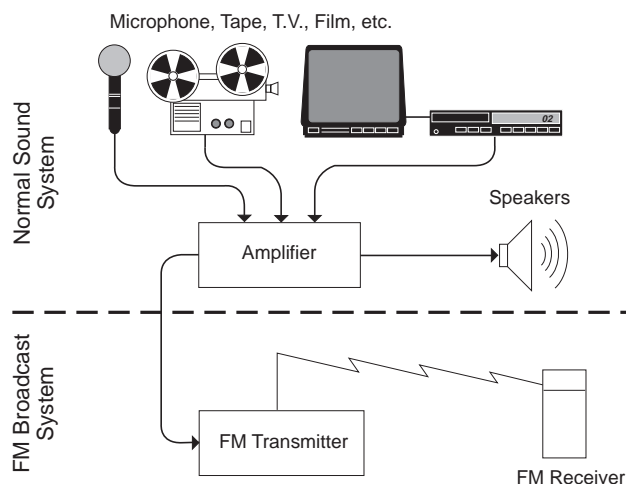 Microphone, Tape, T.V., Film, etc.
Normal Sound
System
02
Speakers
Amplifier
FM Broadcast
System
FM Transmitter
FM Receiver